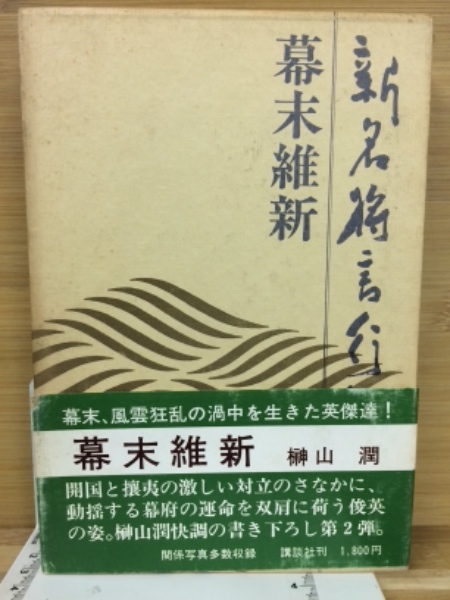 新名将言行
幕末維新
幕末、風雲狂乱の渦中を生きた英傑達!
幕末維新 榊山 潤
開国と攘夷の激しい対立のさなかに、
動揺する幕府の運命を双肩に荷う俊英
の姿。榊山潤快調の書き下ろし第2弾。
関係写真多数収録 講談社刊 1,800円